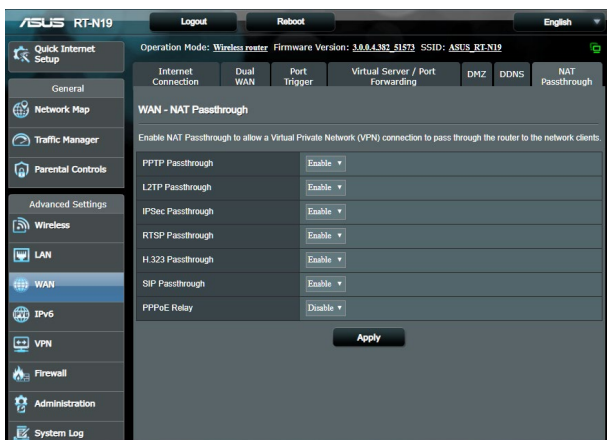 ASUS RT-N19 Logout Reboot English
Quick Internet
Setup
Operation Mode: Wireless router Firmware Version: 3.0.0.4.382_51573 SSID: ASUS_RT-N19
General
Network Map
Traffic Manager
Parental Controls
Advanced Settings
Wireless
LAN
WAN
IPv6
VPN
Firewall
Administration
System Log
Internet
Connection
Dual
WAN
Port
Trigger
Virtual Server / Port
Forwarding
DMZ
DDNS
NAT
Passthrough
WAN - NAT Passthrough
Enable NAT Passthrough to allow a Virtual Private Network (VPN) connection to pass through the router to the network clients.
PPTP Passthrough Enable
L2TP Passthrough Enable
IPSec Passthrough Enable
RTSP Passthrough Enable
H.323 Passthrough Enable
SIP Passthrough Enable
PPPoE Relay Disable
Apply